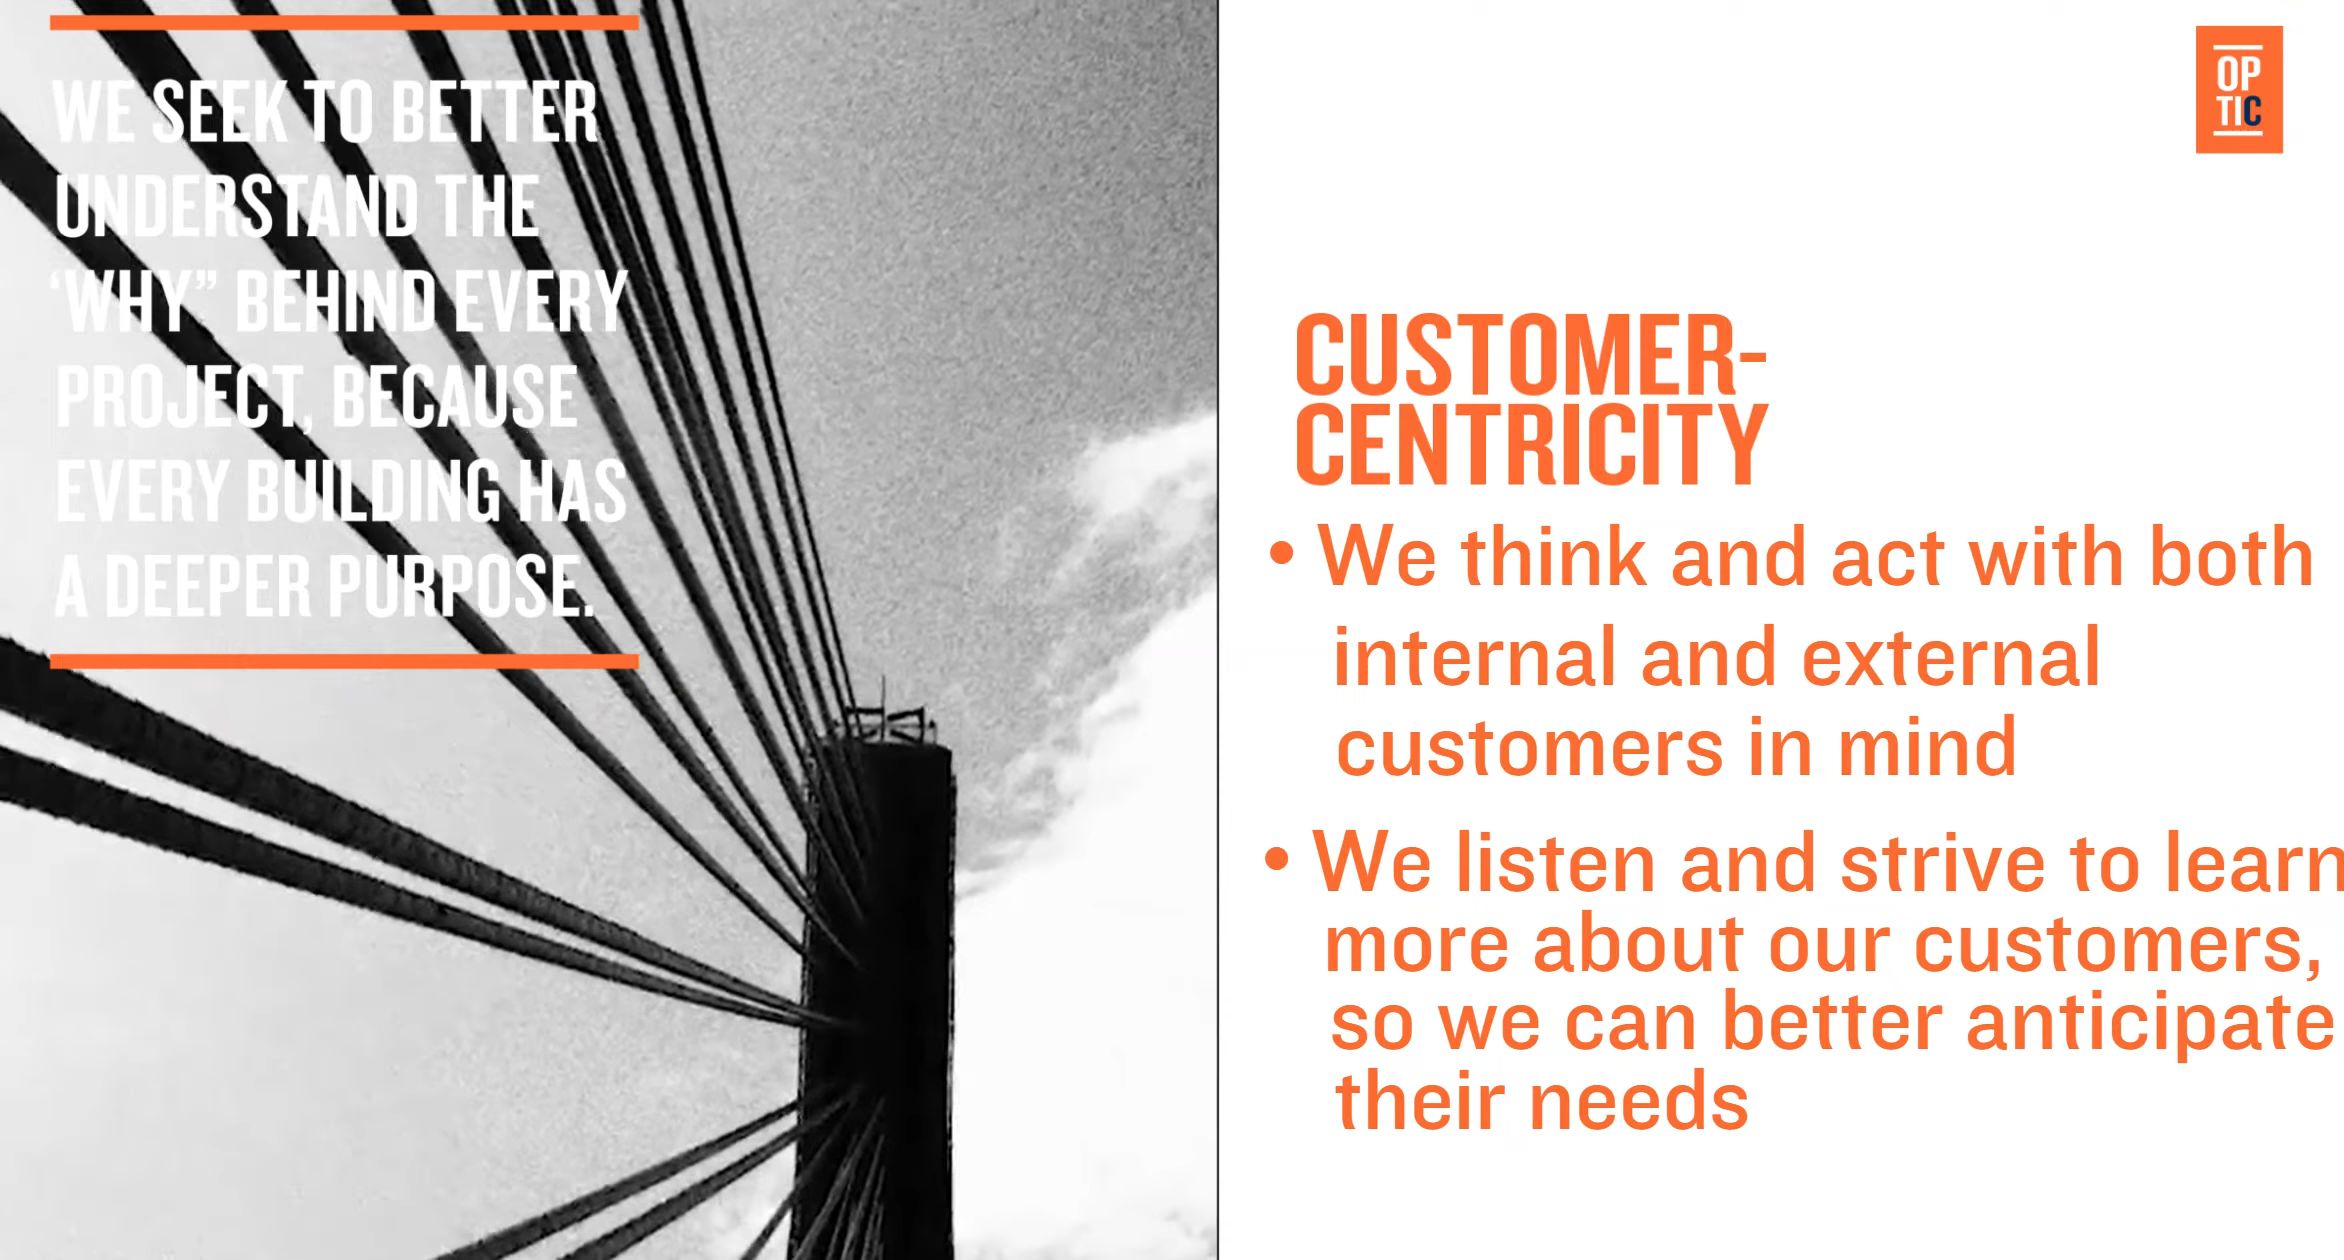 WE SEEK TO BETTER
UNDERSTAND THE
‘WHY” BEHIND EVERY
PROJECT, BECAUSE
EVERY BUILDING HAS
A DEEPER PURPOSE.
OP
TIC
CUSTOMER-
CENTRICITY
• We think and act with both
internal and external
customers in mind
• We listen and strive to learn
more about our customers,
so we can better anticipate
their needs